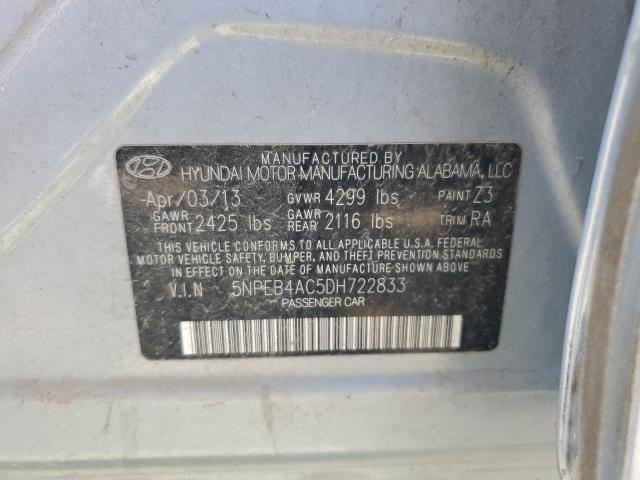 MANUFACTURED BY
HYUNDAI MOTOR MANUFACTURING ALABAMA, LLC
Apr/03/13 GVWR 4299 lbs PAINT Z3
GAWR FRONT 2425 lbs GAWR REAR 2116 lbs TRIM RA
THIS VEHICLE CONFORMS TO ALL APPLICABLE U.S.A. FEDERAL
MOTOR VEHICLE SAFETY, BUMPER, AND THEFT PREVENTION
STANDARDS IN EFFECT ON THE DATE OF MANUFACTURE SHOWN ABOVE.
V.I.N 5NPEB4AC5DH722833
PASSENGER CAR